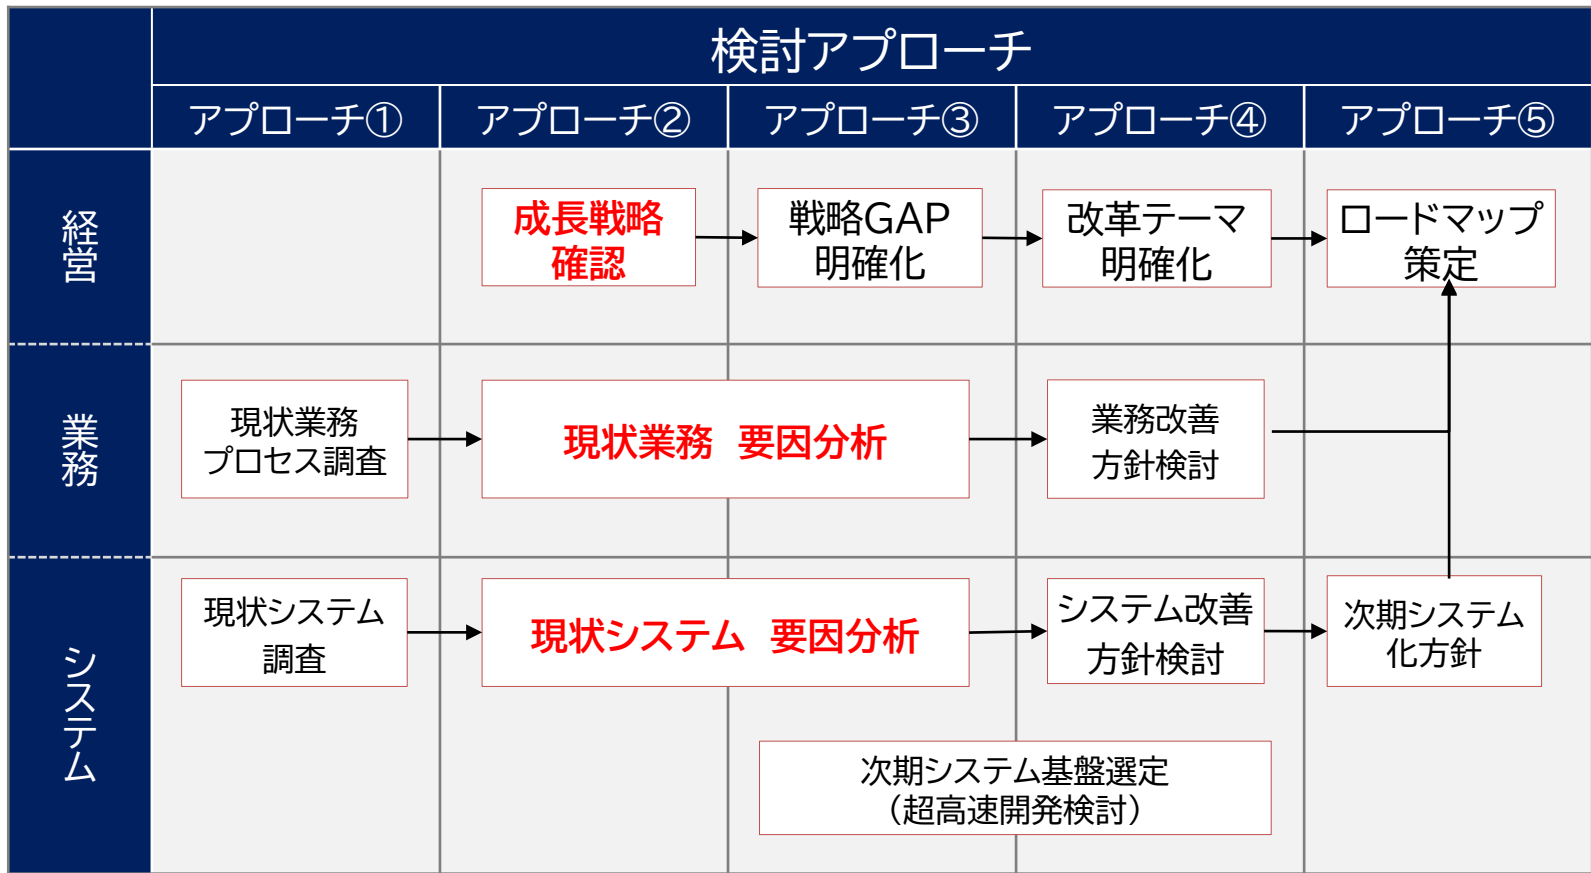 検討アプローチ
アプローチ①
アプローチ②
アプローチ③
アプローチ④
アプローチ⑤
経営
成長戦略
確認
戦略GAP
明確化
改革テーマ
明確化
ロードマップ
策定
業務
現状業務
プロセス調査
現状業務 要因分析
業務改善
方針検討
システム
現状システム
調査
現状システム 要因分析
システム改善
方針検討
次期システム
化方針
次期システム基盤選定
（超高速開発検討）